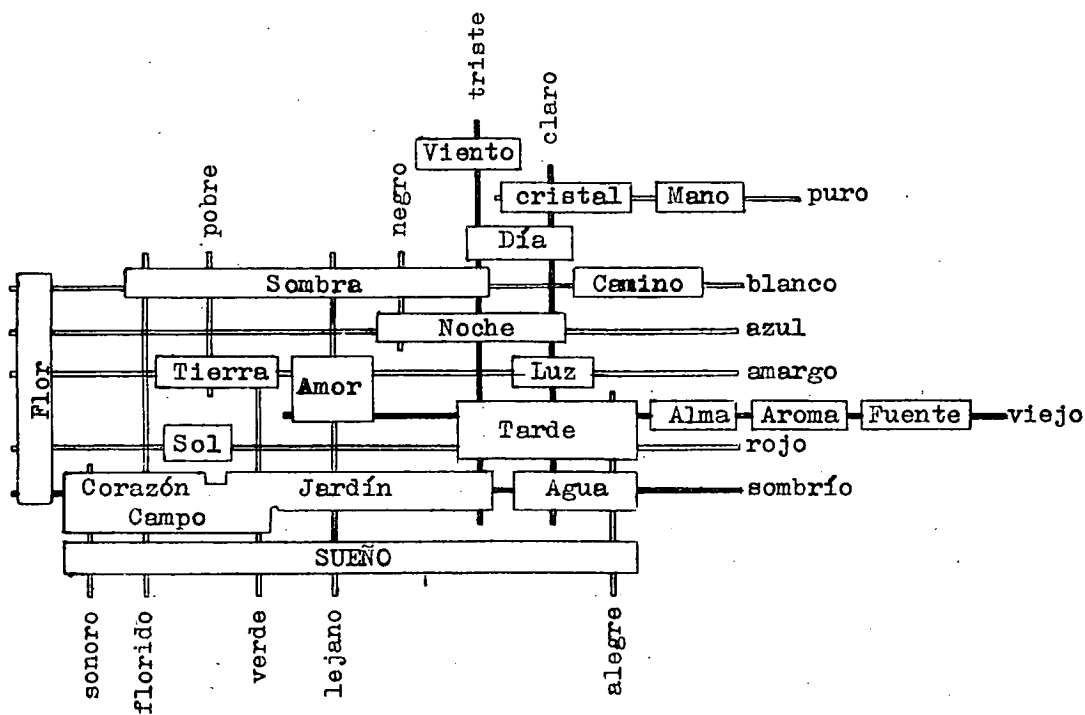 triste
claro
Viento
pobre
negro
cristal
Mano
puro
Día
Sombra
Camino
blanco
Noche
azul
Flor
Tierra
Amor
Luz
amargo
Tarde
Alma
Aroma
Fuente
viejo
Sol
rojo
Corazón
Jardín
Agua
sombrío
Campo
SUEÑO
sonoro
florido
verde
lejano
alegre